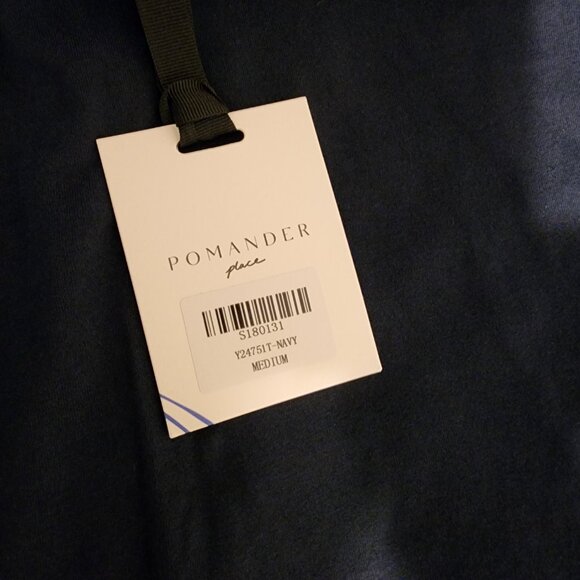 POMANDER
place
S180131
Y24751T-NAVY
MEDIUM